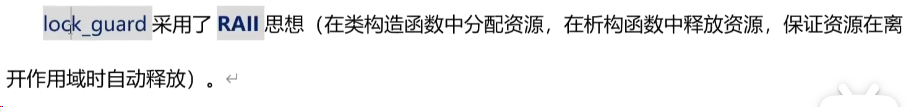 lock_guard 采用了 RAII 思想（在类构造函数中分配资源，在析构函数中释放资源，保证资源在离
开作用域时自动释放）。